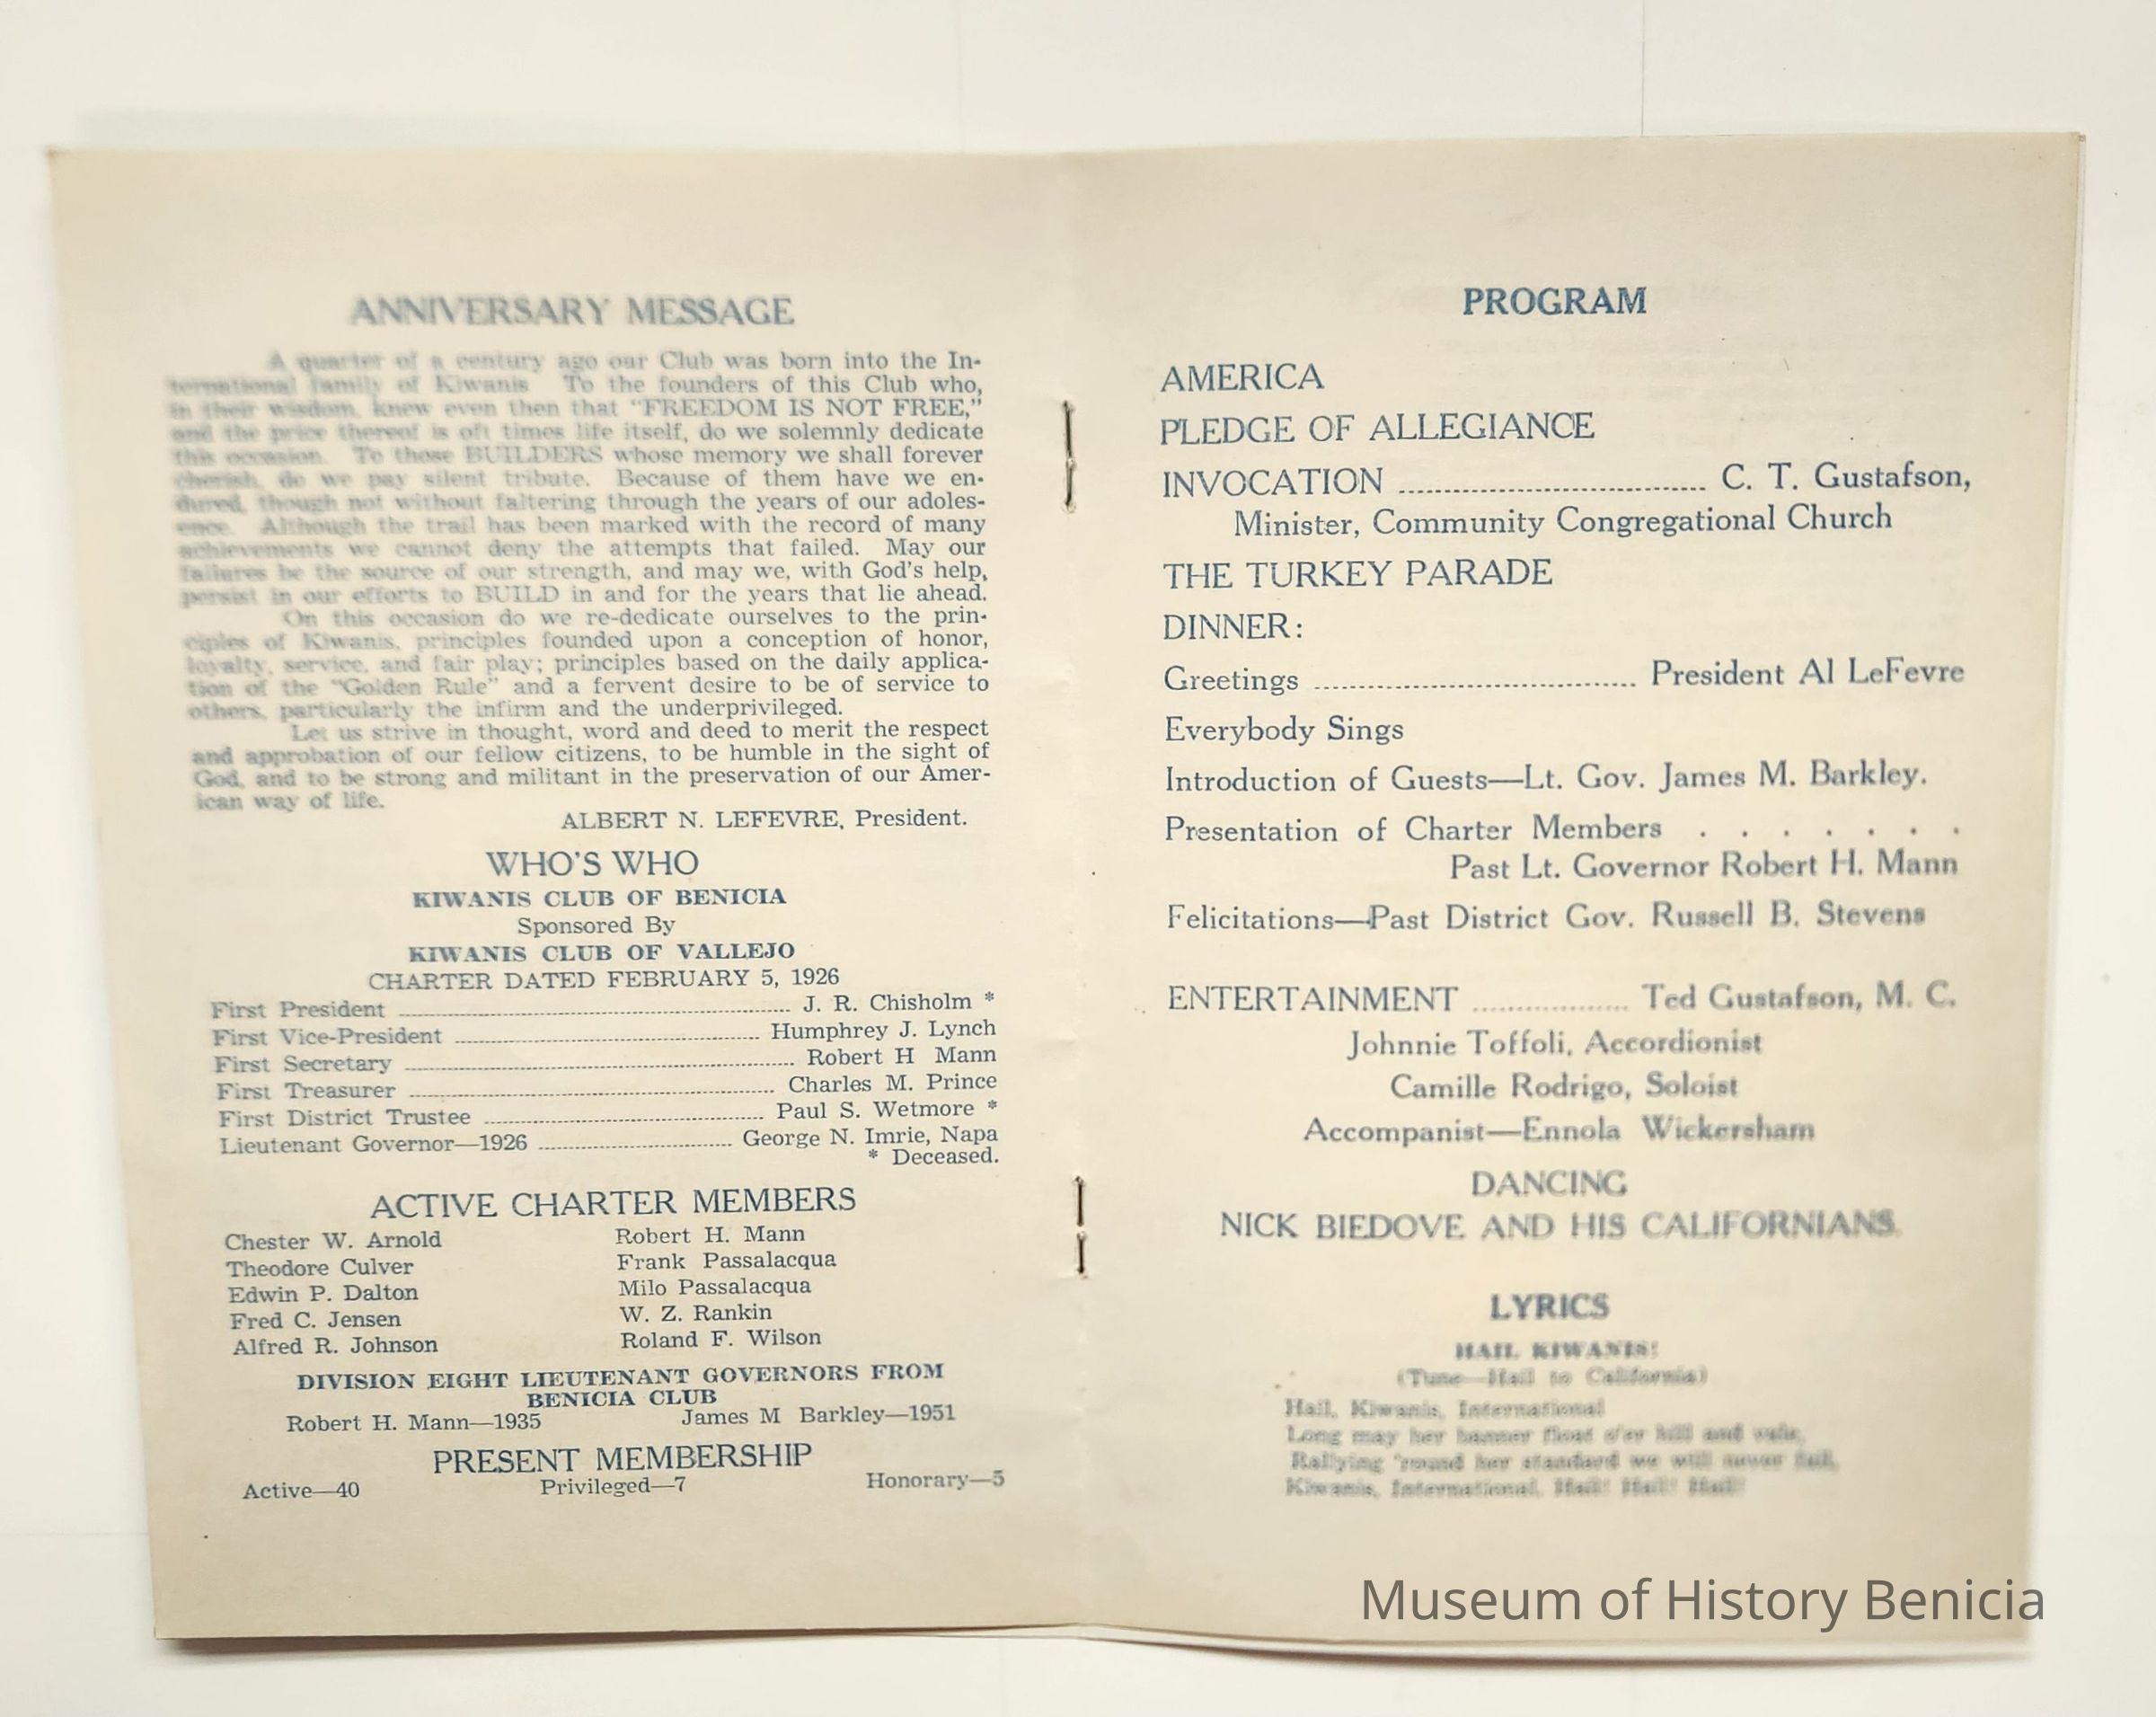 ANNIVERSARY MESSAGE
A quarter of a century ago our Club was born into the In-
ternational family of Kiwanis To the founders of this Club who,
in their wisdom, knew even then that "FREEDOM IS NOT FREE,"
and the price thereof is oft times life itself, do we solemnly dedicate
this occasion. To those BUILDERS whose memory we shall forever
cherish, do we pay silent tribute. Because of them have we en-
dured, though not without faltering through the years of our adoles-
ence. Although the trail has been marked with the record of many
achievements we cannot deny the attempts that failed. May our
failures be the source of our strength, and may we, with God's help,
persist in our efforts to BUILD in and for the years that lie ahead.
On this occasion do we re-dedicate ourselves to the prin-
ciples of Kiwanis, principles founded upon a conception of honor,
loyalty, service, and fair play; principles based on the daily applica-
tion of the "Golden Rule" and a fervent desire to be of service to
others, particularly the infirm and the underprivileged.
Let us strive in thought, word and deed to merit the respect
and approbation of our fellow citizens, to be humble in the sight of
God, and to be strong and militant in the preservation of our Amer-
ican way of life.
ALBERT N. LEFEVRE, President.
WHO'S WHO
KIWANIS CLUB OF BENICIA
Sponsored By
KIWANIS CLUB OF VALLEJO
CHARTER DATED FEBRUARY 5, 1926
First President ........ J. R. Chisholm *
First Vice-President ........ Humphrey J. Lynch
First Secretary ........ Robert H Mann
First Treasurer ........ Charles M. Prince
First District Trustee ........ Paul S. Wetmore *
Lieutenant Governor—1926 ........ George N. Imrie, Napa
* Deceased.
ACTIVE CHARTER MEMBERS
Chester W. Arnold Robert H. Mann
Theodore Culver Frank Passalacqua
Edwin P. Dalton Milo Passalacqua
Fred C. Jensen W. Z. Rankin
Alfred R. Johnson Roland F. Wilson
DIVISION EIGHT LIEUTENANT GOVERNORS FROM
BENICIA CLUB
Robert H. Mann—1935 James M Barkley—1951
PRESENT MEMBERSHIP
Active—40 Privileged—7 Honorary—5
PROGRAM
AMERICA
PLEDGE OF ALLEGIANCE
INVOCATION ........ C. T. Gustafson,
Minister, Community Congregational Church
THE TURKEY PARADE
DINNER:
Greetings ........ President Al LeFevre
Everybody Sings
Introduction of Guests—Lt. Gov. James M. Barkley.
Presentation of Charter Members . . . . . . .
Past Lt. Governor Robert H. Mann
Felicitations—Past District Gov. Russell B. Stevens
ENTERTAINMENT ........ Ted Gustafson, M. C.
Johnnie Toffoli, Accordionist
Camille Rodrigo, Soloist
Accompanist—Ennola Wickersham
DANCING
NICK BIEDOVE AND HIS CALIFORNIANS
LYRICS
HAIL KIWANIS!
(Tune—Hail to California)
Hail, Kiwanis, International
Long may her banner float o'er hill and vale,
Rallying 'round her standard we will never fail,
Kiwanis, International, Hail! Hail! Hail!
Museum of History Benicia